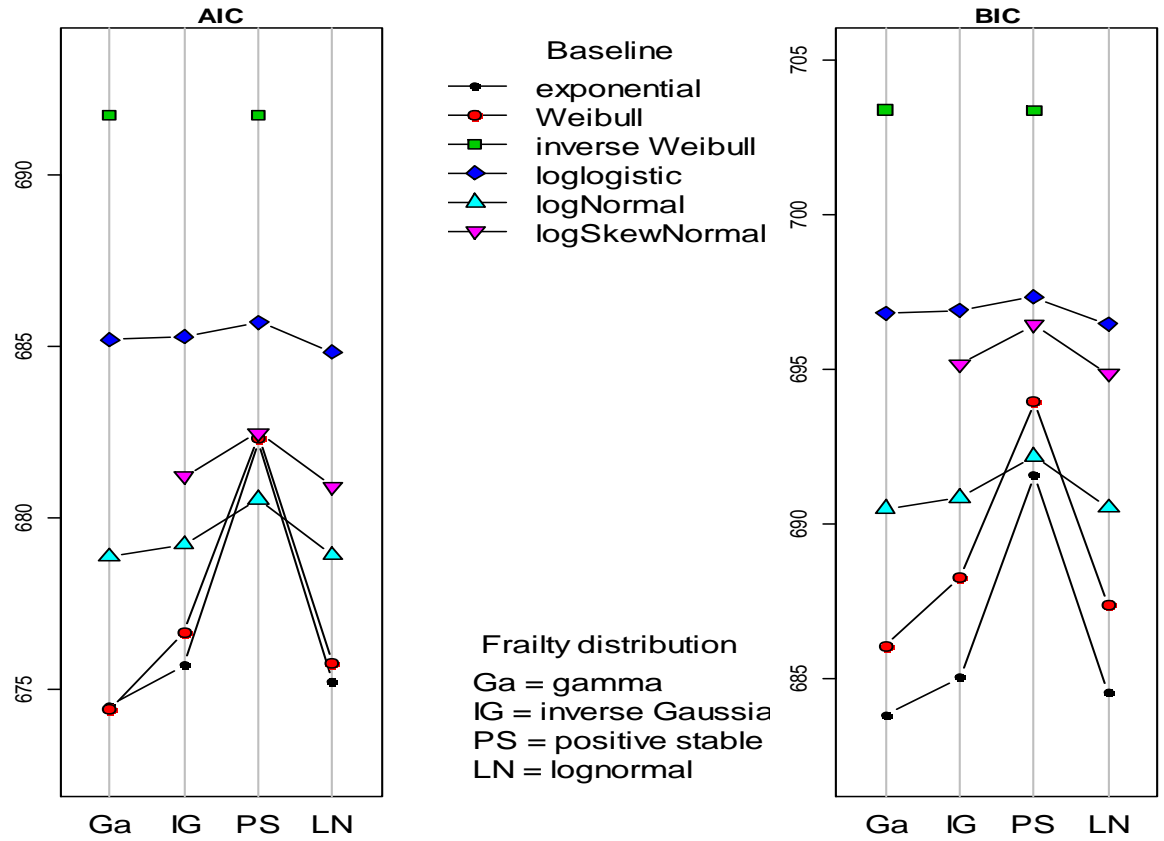 AIC
690
685
680
675
Ga IG PS LN
Baseline
exponential
Weibull
inverse Weibull
loglogistic
logNormal
logSkewNormal
Frailty distribution
Ga = gamma
IG = inverse Gaussia
PS = positive stable
LN = lognormal
BIC
705
700
695
690
685
Ga IG PS LN